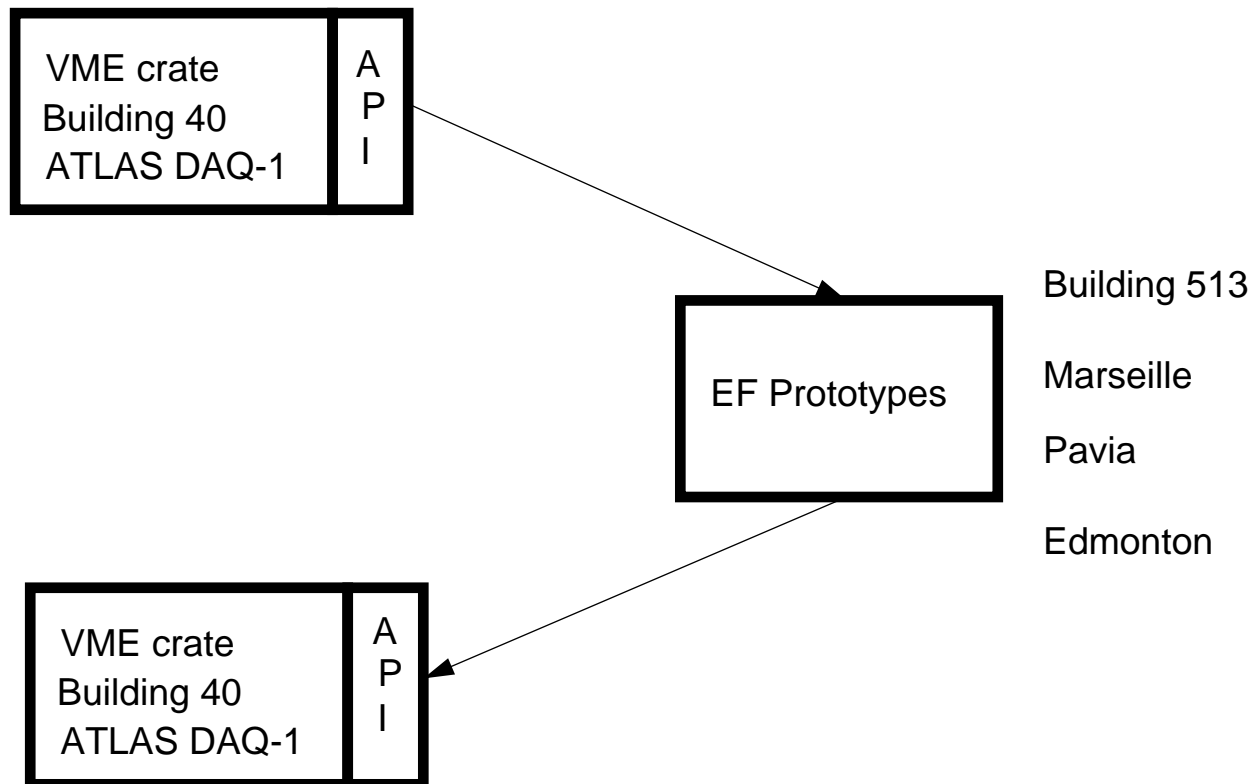 VME crate
Building 40
ATLAS DAQ-1
A
P
I
Building 513
EF Prototypes
Marseille
Pavia
Edmonton
VME crate
Building 40
ATLAS DAQ-1
A
P
I